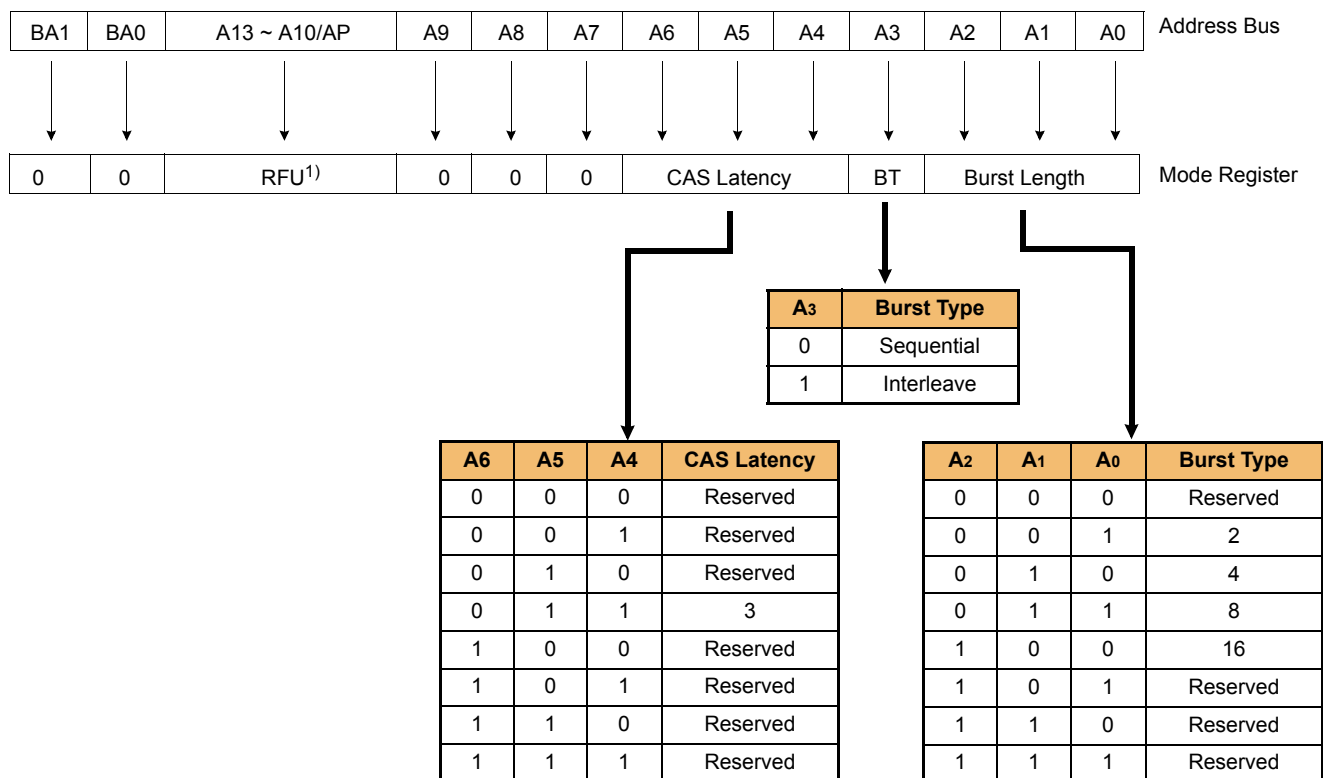 BA1 BA0 A13 ~ A10/AP A9 A8 A7 A6 A5 A4 A3 A2 A1 A0 Address Bus
0 0 RFU1) 0 0 0 CAS Latency BT Burst Length Mode Register
A3 Burst Type
0 Sequential
1 Interleave
A6 A5 A4 CAS Latency
0 0 0 Reserved
0 0 1 Reserved
0 1 0 Reserved
0 1 1 3
1 0 0 Reserved
1 0 1 Reserved
1 1 0 Reserved
1 1 1 Reserved
A2 A1 A0 Burst Type
0 0 0 Reserved
0 0 1 2
0 1 0 4
0 1 1 8
1 0 0 16
1 0 1 Reserved
1 1 0 Reserved
1 1 1 Reserved